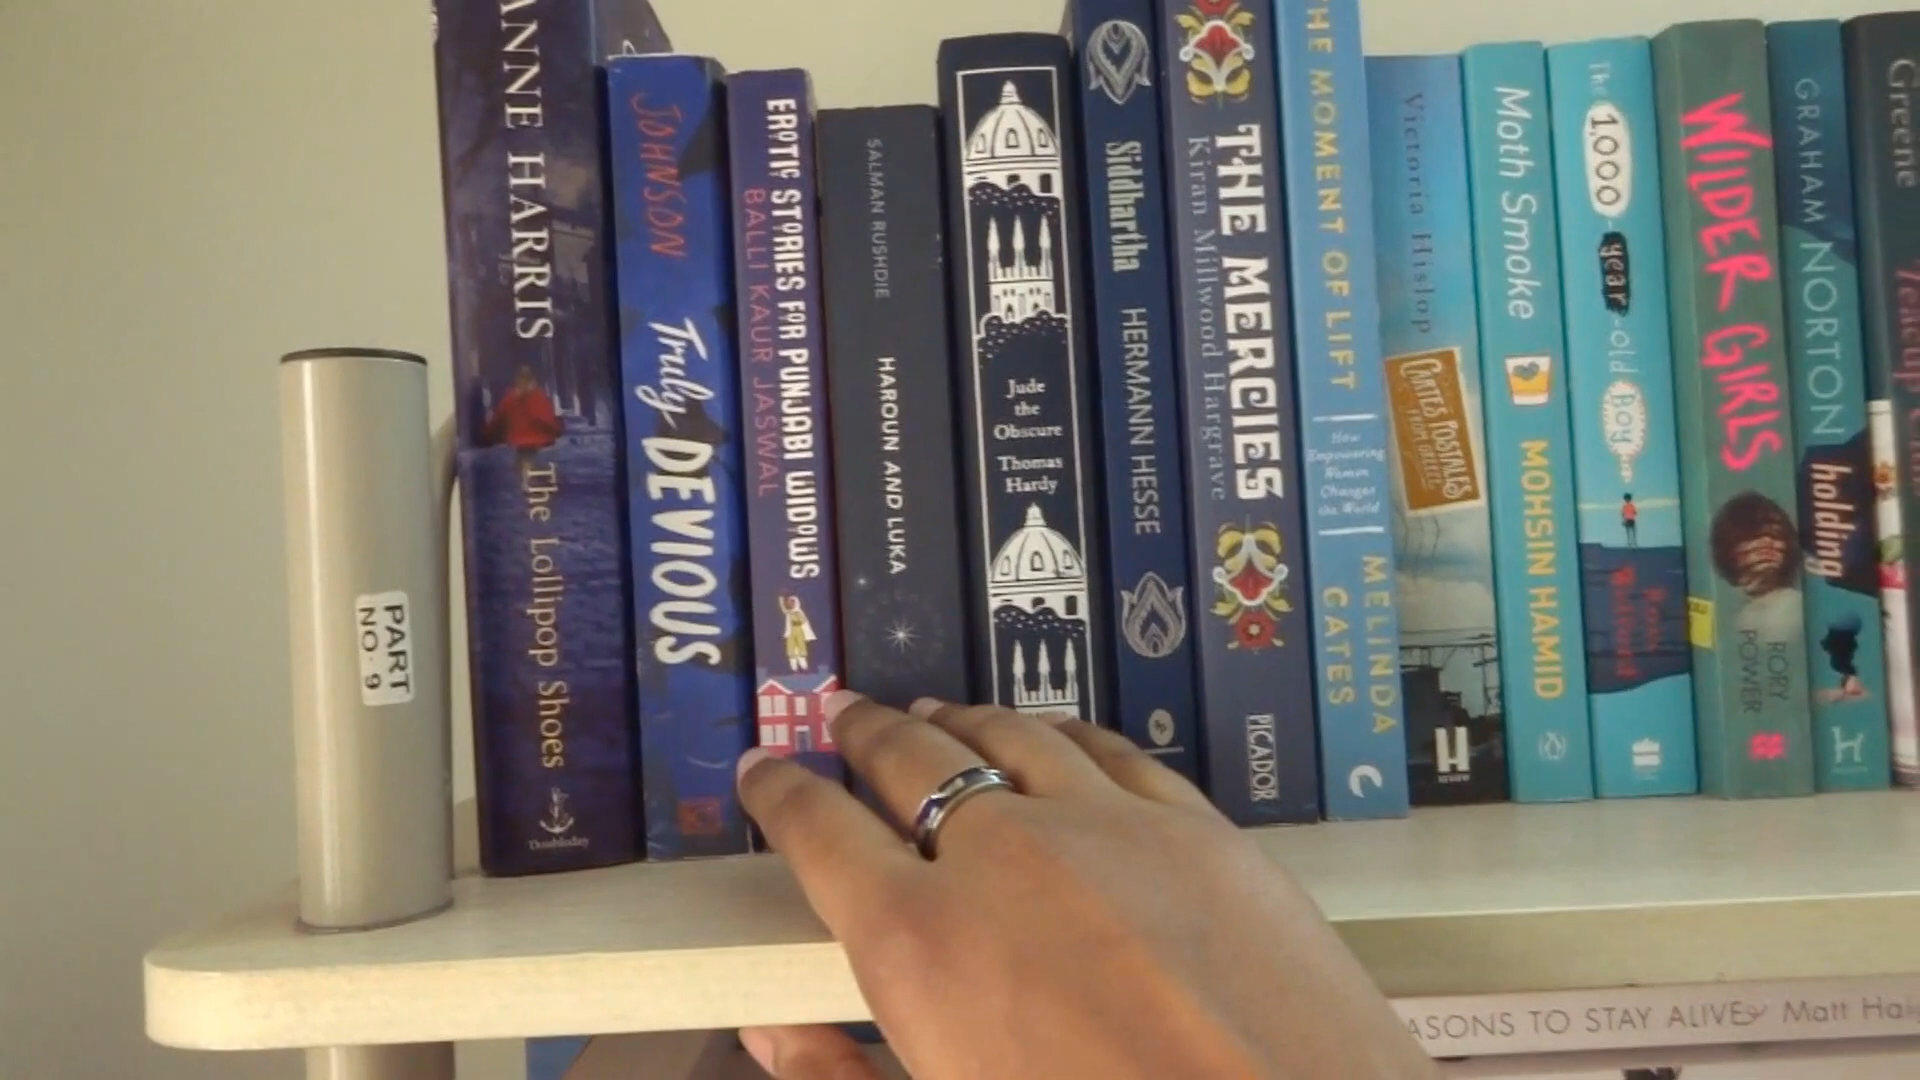 PART
NO. 9
ANNE HARRIS
The Lollipop Shoes
Doubleday
JOHNSON
Truly DEVIOUS
EROTIC STORIES FOR PUNJABI WIDOWS
BALLI KAUR JASWAL
SALMAN RUSHDIE
HAROUN AND LUKA
Jude
the
Obscure
Thomas
Hardy
Siddhartha
HERMANN HESSE
THE MERCIES
Kiran Millwood Hargrave
PICADOR
THE MOMENT OF LIFT
How
Empowering
Women
Changes
the World
MELINDA
GATES
Victoria Hislop
CARTES POSTALES
FROM GREECE
H
REVIEW
Moth Smoke
MOHSIN HAMID
The 1,000 year-old Boy
WILDER GIRLS
RORY
POWER
GRAHAM NORTON
holding
H
Greene
ASONS TO STAY ALIVE Matt Hai